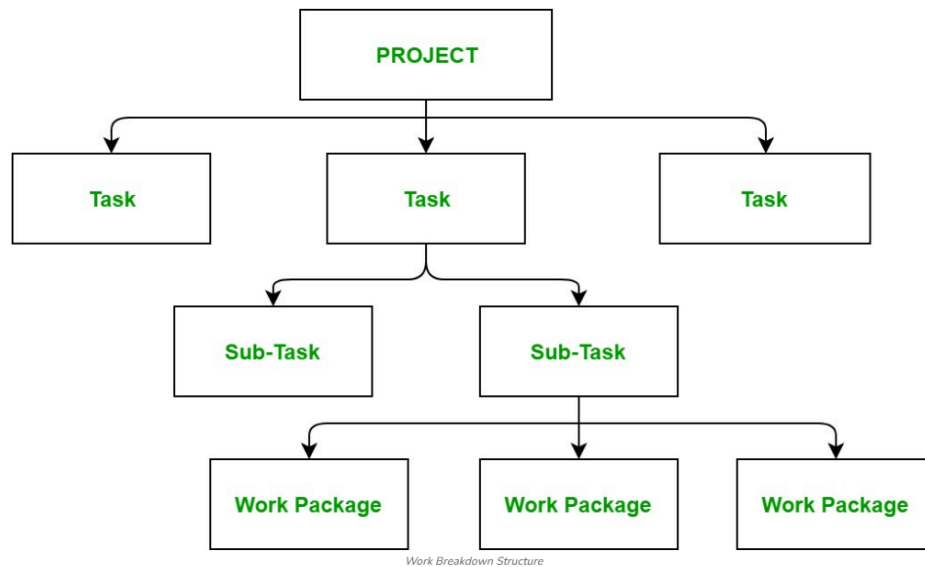 PROJECT
Task
Task
Task
Sub-Task
Sub-Task
Work Package
Work Package
Work Package
Work Breakdown Structure